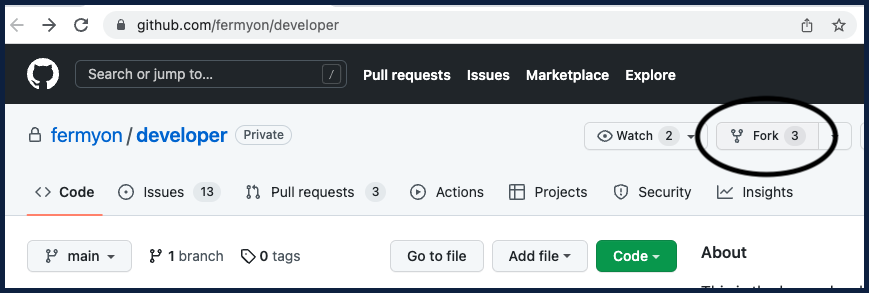 github.com/fermyon/developer
Search or jump to... / Pull requests Issues Marketplace Explore
fermyon / developer Private Watch 2 Fork 3
Code Issues 13 Pull requests 3 Actions Projects Security Insights
main 1 branch 0 tags Go to file Add file Code About